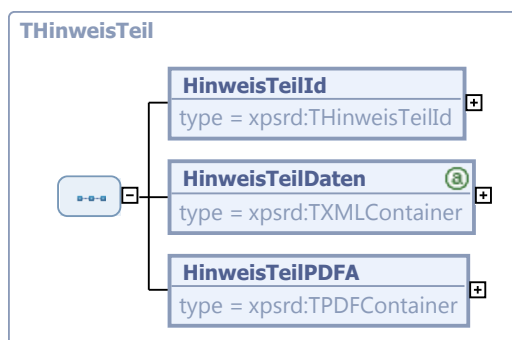 THinweisTeil
HinweisTeilId
type = xpsrd:THinweisTeilId
HinweisTeilDaten a
type = xpsrd:TXMLContainer
HinweisTeilPDFA
type = xpsrd:TPDFContainer